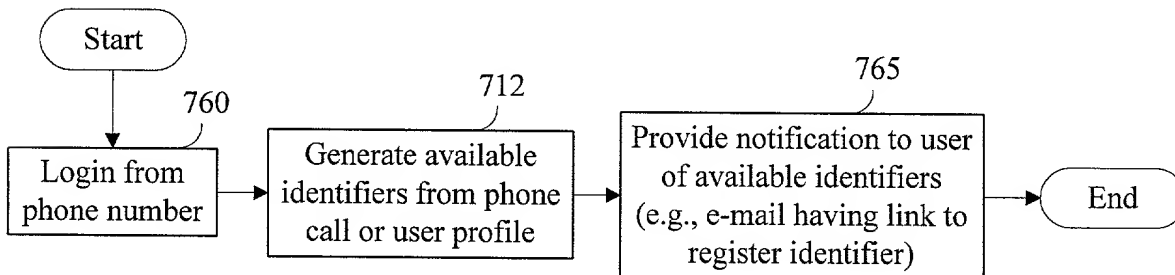 Start
760
Login from
phone number
712
Generate available
identifiers from phone
call or user profile
765
Provide notification to user
of available identifiers
(e.g., e-mail having link to
register identifier)
End